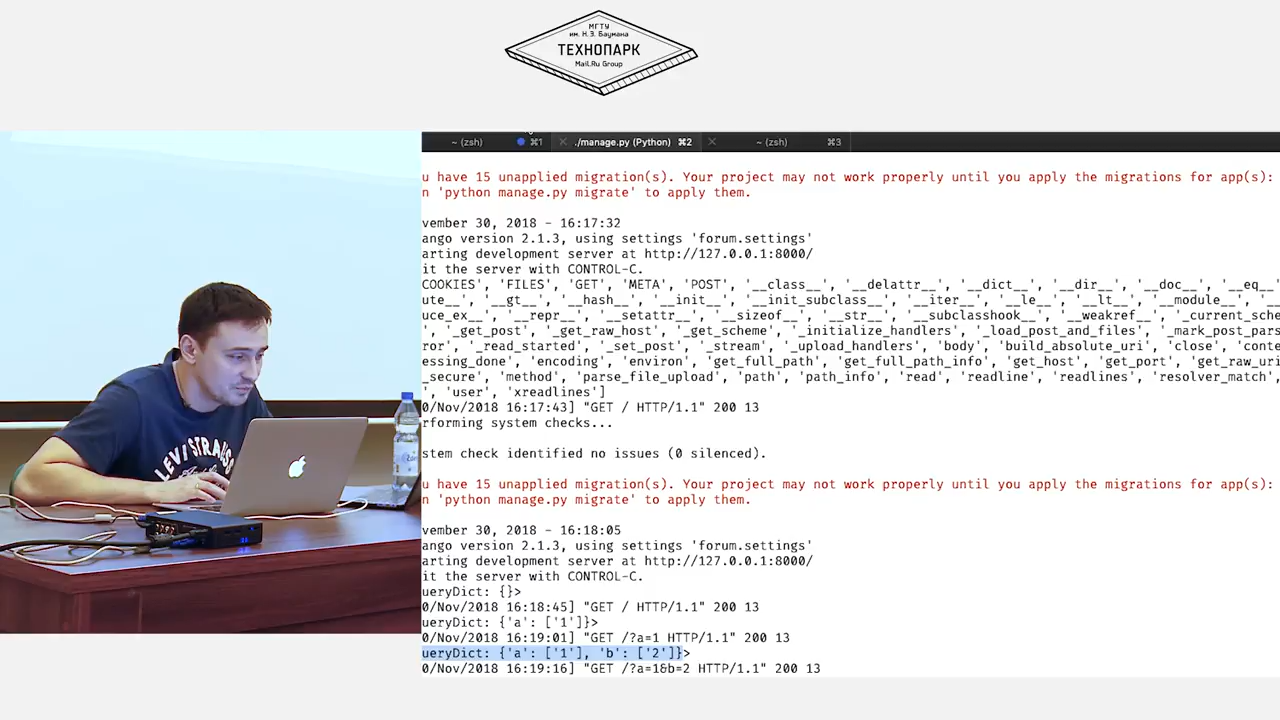 МГТУ
им. Н.Э. Баумана
ТЕХНОПАРК
Mail.Ru Group
~ (zsh) ⌘1 ./manage.py (Python) ⌘2 ~ (zsh) ⌘3
u have 15 unapplied migration(s). Your project may not work properly until you apply the migrations for app(s):
n 'python manage.py migrate' to apply them.
vember 30, 2018 - 16:17:32
ango version 2.1.3, using settings 'forum.settings'
arting development server at http://127.0.0.1:8000/
it the server with CONTROL-C.
COOKIES', 'FILES', 'GET', 'META', 'POST', '__class__', '__delattr__', '__dict__', '__dir__', '__doc__', '__eq__
ute__', '__gt__', '__hash__', '__init__', '__init_subclass__', '__iter__', '__le__', '__lt__', '__module__', '_
uce_ex__', '__repr__', '__setattr__', '__sizeof__', '__str__', '__subclasshook__', '__weakref__', '_current_sche
', '_get_post', '_get_raw_host', '_get_scheme', '_initialize_handlers', '_load_post_and_files', '_mark_post_pars
ror', '_read_started', '_set_post', '_stream', '_upload_handlers', 'body', 'build_absolute_uri', 'close', 'conte
essing_done', 'encoding', 'environ', 'get_full_path', 'get_full_path_info', 'get_host', 'get_port', 'get_raw_uri
_secure', 'method', 'parse_file_upload', 'path', 'path_info', 'read', 'readline', 'readlines', 'resolver_match',
', 'user', 'xreadlines']
0/Nov/2018 16:17:43] "GET / HTTP/1.1" 200 13
rforming system checks...
stem check identified no issues (0 silenced).
u have 15 unapplied migration(s). Your project may not work properly until you apply the migrations for app(s):
n 'python manage.py migrate' to apply them.
vember 30, 2018 - 16:18:05
ango version 2.1.3, using settings 'forum.settings'
arting development server at http://127.0.0.1:8000/
it the server with CONTROL-C.
ueryDict: {}>
0/Nov/2018 16:18:45] "GET / HTTP/1.1" 200 13
ueryDict: {'a': ['1']}>
0/Nov/2018 16:19:01] "GET /?a=1 HTTP/1.1" 200 13
ueryDict: {'a': ['1'], 'b': ['2']}>
0/Nov/2018 16:19:16] "GET /?a=1&b=2 HTTP/1.1" 200 13
LEVI STRAUSS